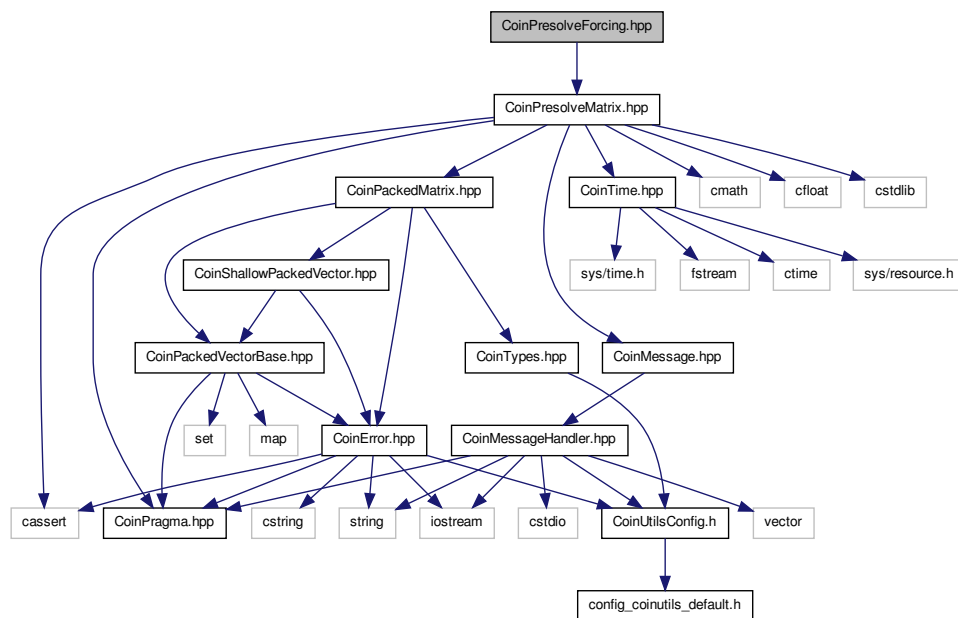 CoinPresolveForcing.hpp
CoinPresolveMatrix.hpp
CoinPackedMatrix.hpp
CoinTime.hpp
cmath
cfloat
cstdlib
CoinShallowPackedVector.hpp
sys/time.h
fstream
ctime
sys/resource.h
CoinPackedVectorBase.hpp
CoinTypes.hpp
CoinMessage.hpp
set
map
CoinError.hpp
CoinMessageHandler.hpp
cassert
CoinPragma.hpp
cstring
string
iostream
cstdio
CoinUtilsConfig.h
vector
config_coinutils_default.h